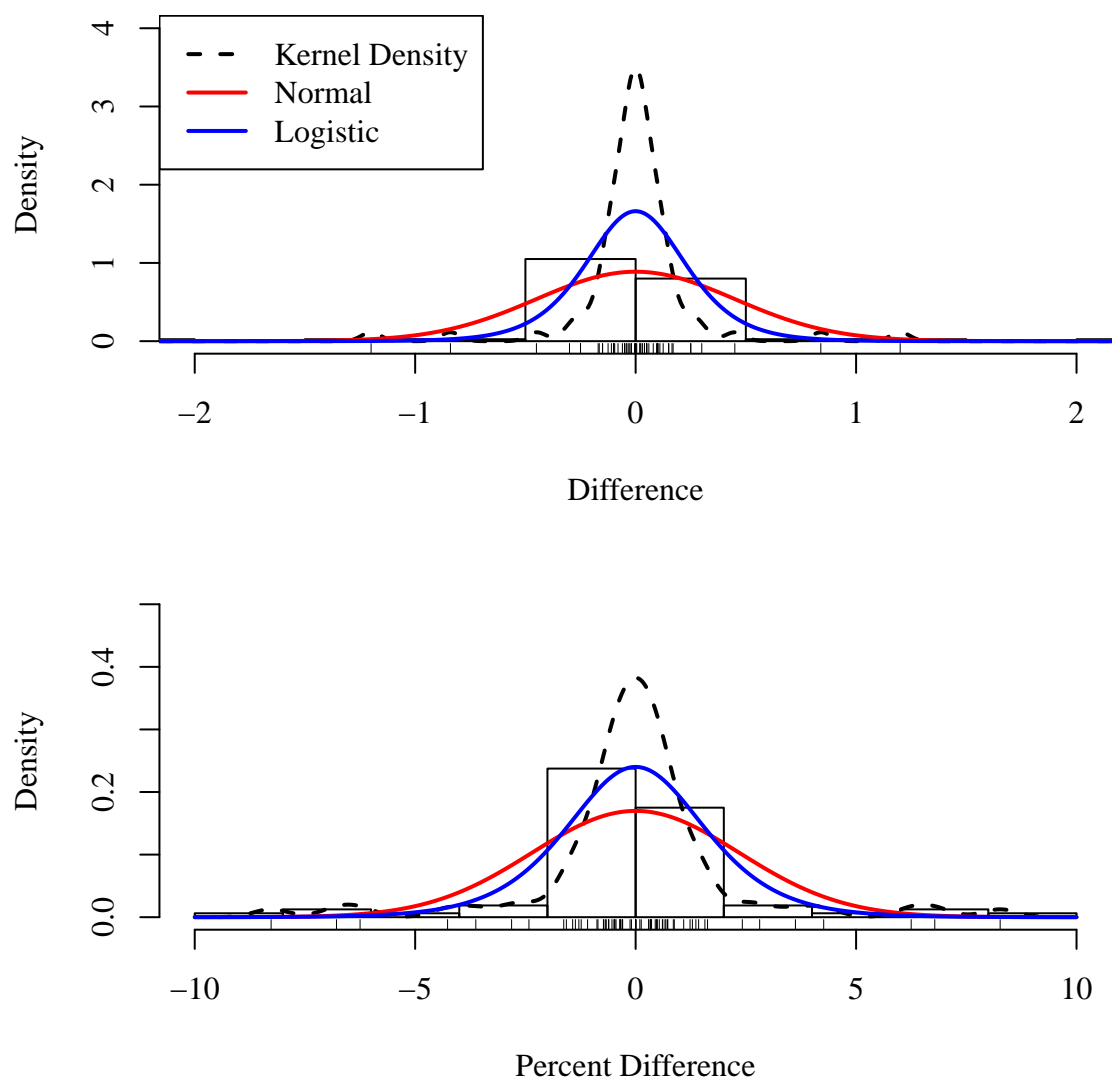 Density
4
3
2
1
0
Kernel Density
Normal
Logistic
−2 −1 0 1 2
Difference
Density
0.4
0.2
0.0
−10 −5 0 5 10
Percent Difference